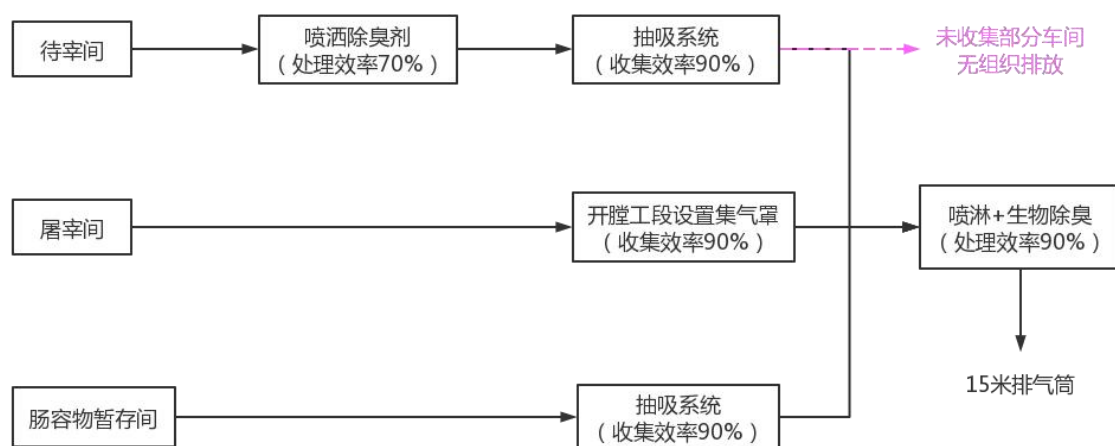 待宰间
喷洒除臭剂
（处理效率70%）
抽吸系统
（收集效率90%）
未收集部分车间
无组织排放
屠宰间
开膛工段设置集气罩
（收集效率90%）
喷淋+生物除臭
（处理效率90%）
15米排气筒
肠容物暂存间
抽吸系统
（收集效率90%）